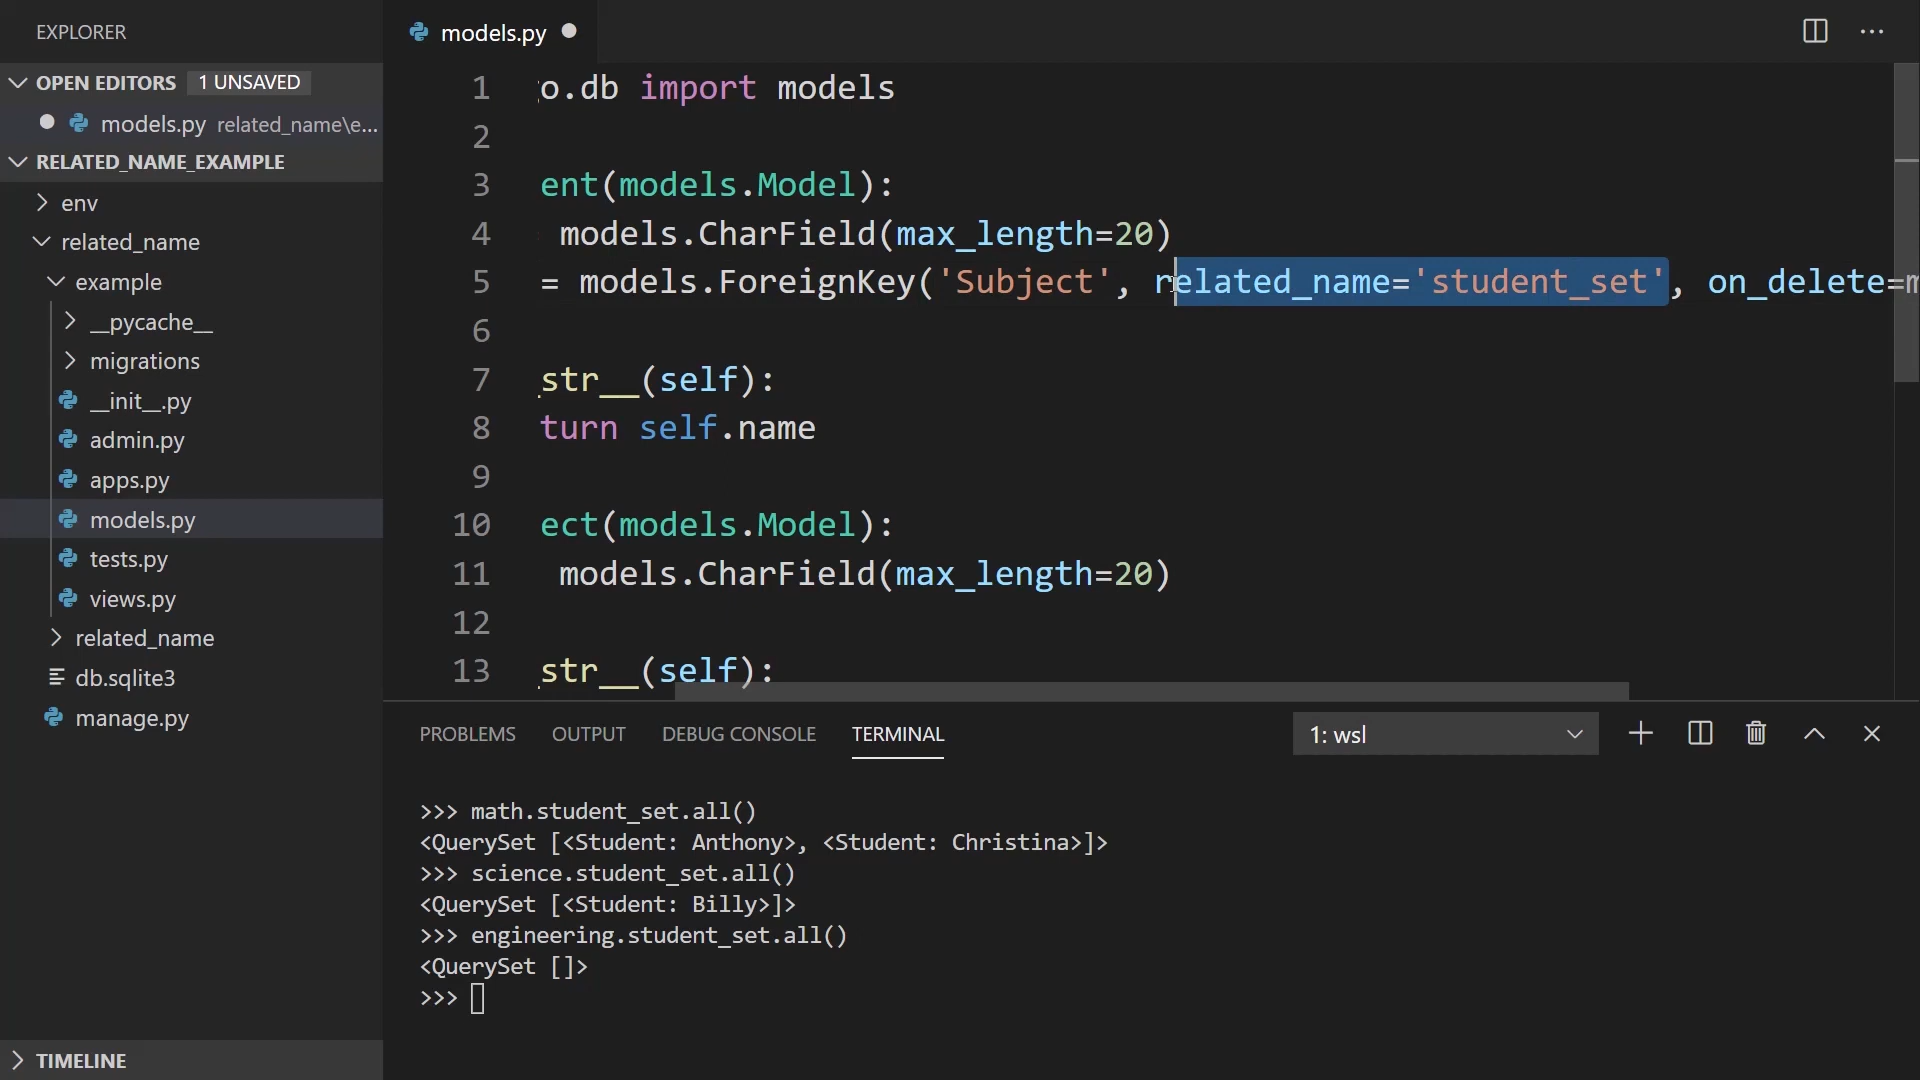 EXPLORER
OPEN EDITORS 1 UNSAVED
models.py related_name\e...
RELATED_NAME_EXAMPLE
env
related_name
example
__pycache__
migrations
__init__.py
admin.py
apps.py
models.py
tests.py
views.py
related_name
db.sqlite3
manage.py
TIMELINE
models.py
1 o.db import models
2
3 ent(models.Model):
4 models.CharField(max_length=20)
5 = models.ForeignKey('Subject', related_name='student_set', on_delete=m
6
7 _str__(self):
8 turn self.name
9
10 ect(models.Model):
11 models.CharField(max_length=20)
12
13 _str__(self):
PROBLEMS OUTPUT DEBUG CONSOLE TERMINAL 1: wsl
>>> math.student_set.all()
<QuerySet [<Student: Anthony>, <Student: Christina>]>
>>> science.student_set.all()
<QuerySet [<Student: Billy>]>
>>> engineering.student_set.all()
<QuerySet []>
>>>